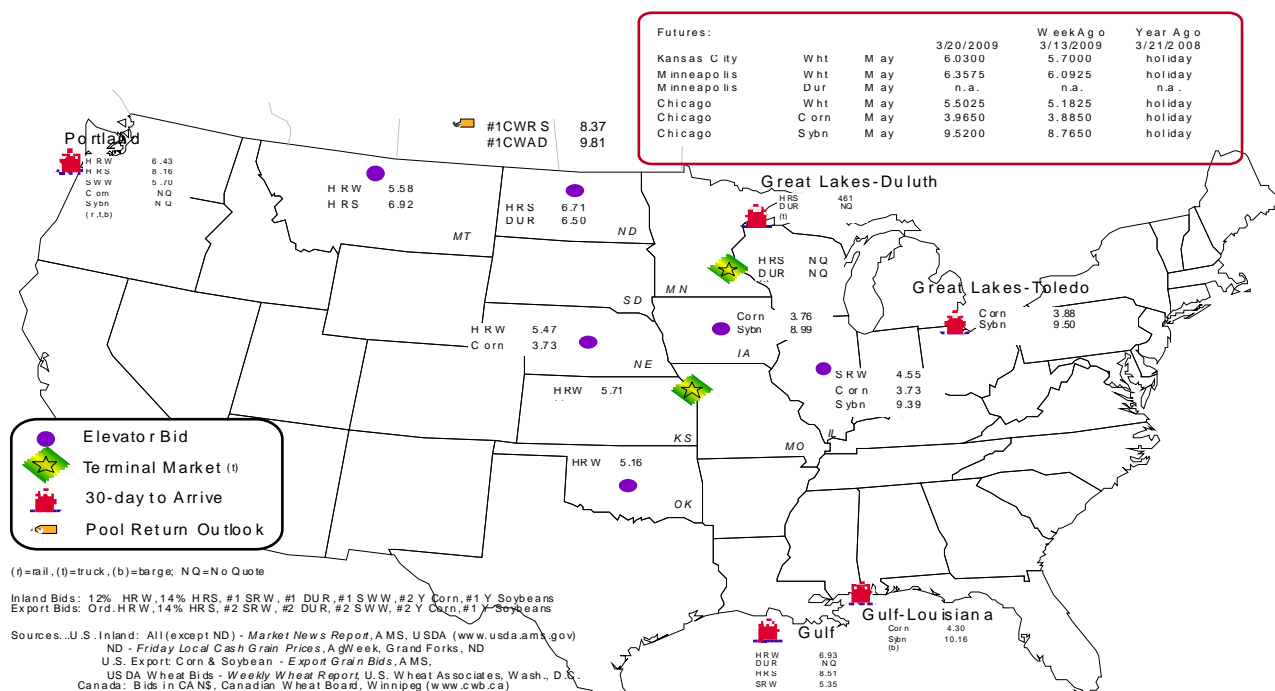 Futures: WeekAgo Year Ago
3/20/2009 3/13/2009 3/21/2008
Kansas City Wht May 6.0300 5.7000 holiday
Minneapolis Wht May 6.3575 6.0925 holiday
Minneapolis Dur May n.a. n.a. n.a.
Chicago Wht May 5.5025 5.1825 holiday
Chicago Corn May 3.9650 3.8850 holiday
Chicago Sybn May 9.5200 8.7650 holiday
#1CWRS 8.37
#1CWAD 9.81
Portland
HRW 6.43
HRS 8.16
SWW 5.70
Corn NQ
Sybn NQ
(r,t,b)
HRW 5.58
HRS 6.92
MT
HRS 6.71
DUR 6.50
ND
Great Lakes-Duluth
HRS 461
DUR NQ
(t)
HRS NQ
DUR NQ
MN
SD
Great Lakes-Toledo
Corn 3.88
Sybn 9.50
HRW 5.47
Corn 3.73
NE
Corn 3.76
Sybn 8.99
IA
HRW 5.71
KS
SRW 4.55
Corn 3.73
Sybn 9.39
IL
MO
HRW 5.16
OK
Elevator Bid
Terminal Market (t)
30-day to Arrive
Pool Return Outlook
Gulf-Louisiana
Corn 4.30
Sybn 10.16
(b)
Gulf
HRW 6.93
DUR NQ
HRS 8.51
SRW 5.35
(r)=rail, (t)=truck, (b)=barge; NQ=No Quote
Inland Bids: 12% HRW, 14% HRS, #1 SRW, #1 DUR, #1 SWW, #2 Y Corn, #1 Y Soybeans
Export Bids: Ord. HRW, 14% HRS, #2 SRW, #2 DUR, #2 SWW, #2 Y Corn, #1 Y Soybeans
Sources..U.S. Inland: All (except ND) - Market News Report, AMS, USDA (www.usda.ams.gov)
ND - Friday Local Cash Grain Prices, AgWeek, Grand Forks, ND
U.S. Export: Corn & Soybean - Export Grain Bids, AMS,
USDA Wheat Bids - Weekly Wheat Report, U.S. Wheat Associates, Wash., D.C.
Canada: Bids in CAN$, Canadian Wheat Board, Winnipeg (www.cwb.ca)